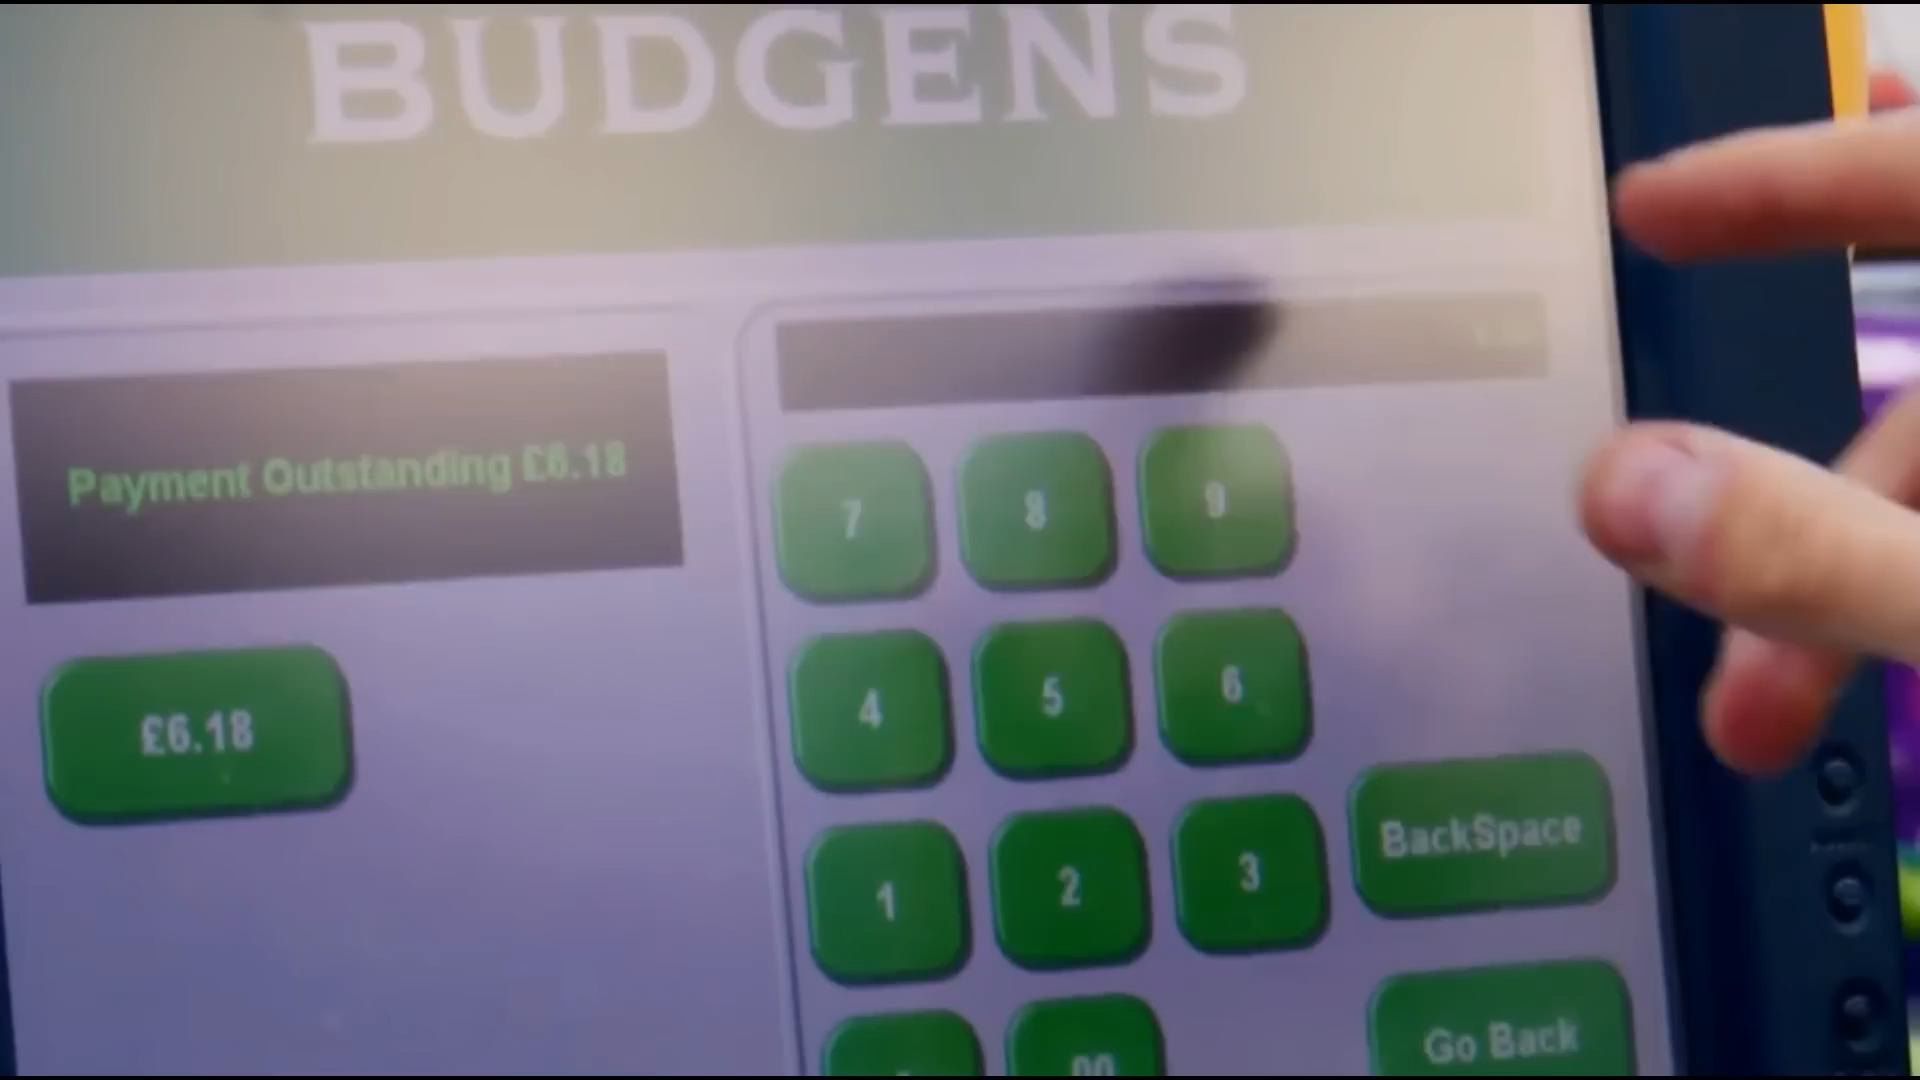 BUDGENS
Payment Outstanding £6.18
£6.18
7 8 9
4 5 6
1 2 3
BackSpace
00
Go Back